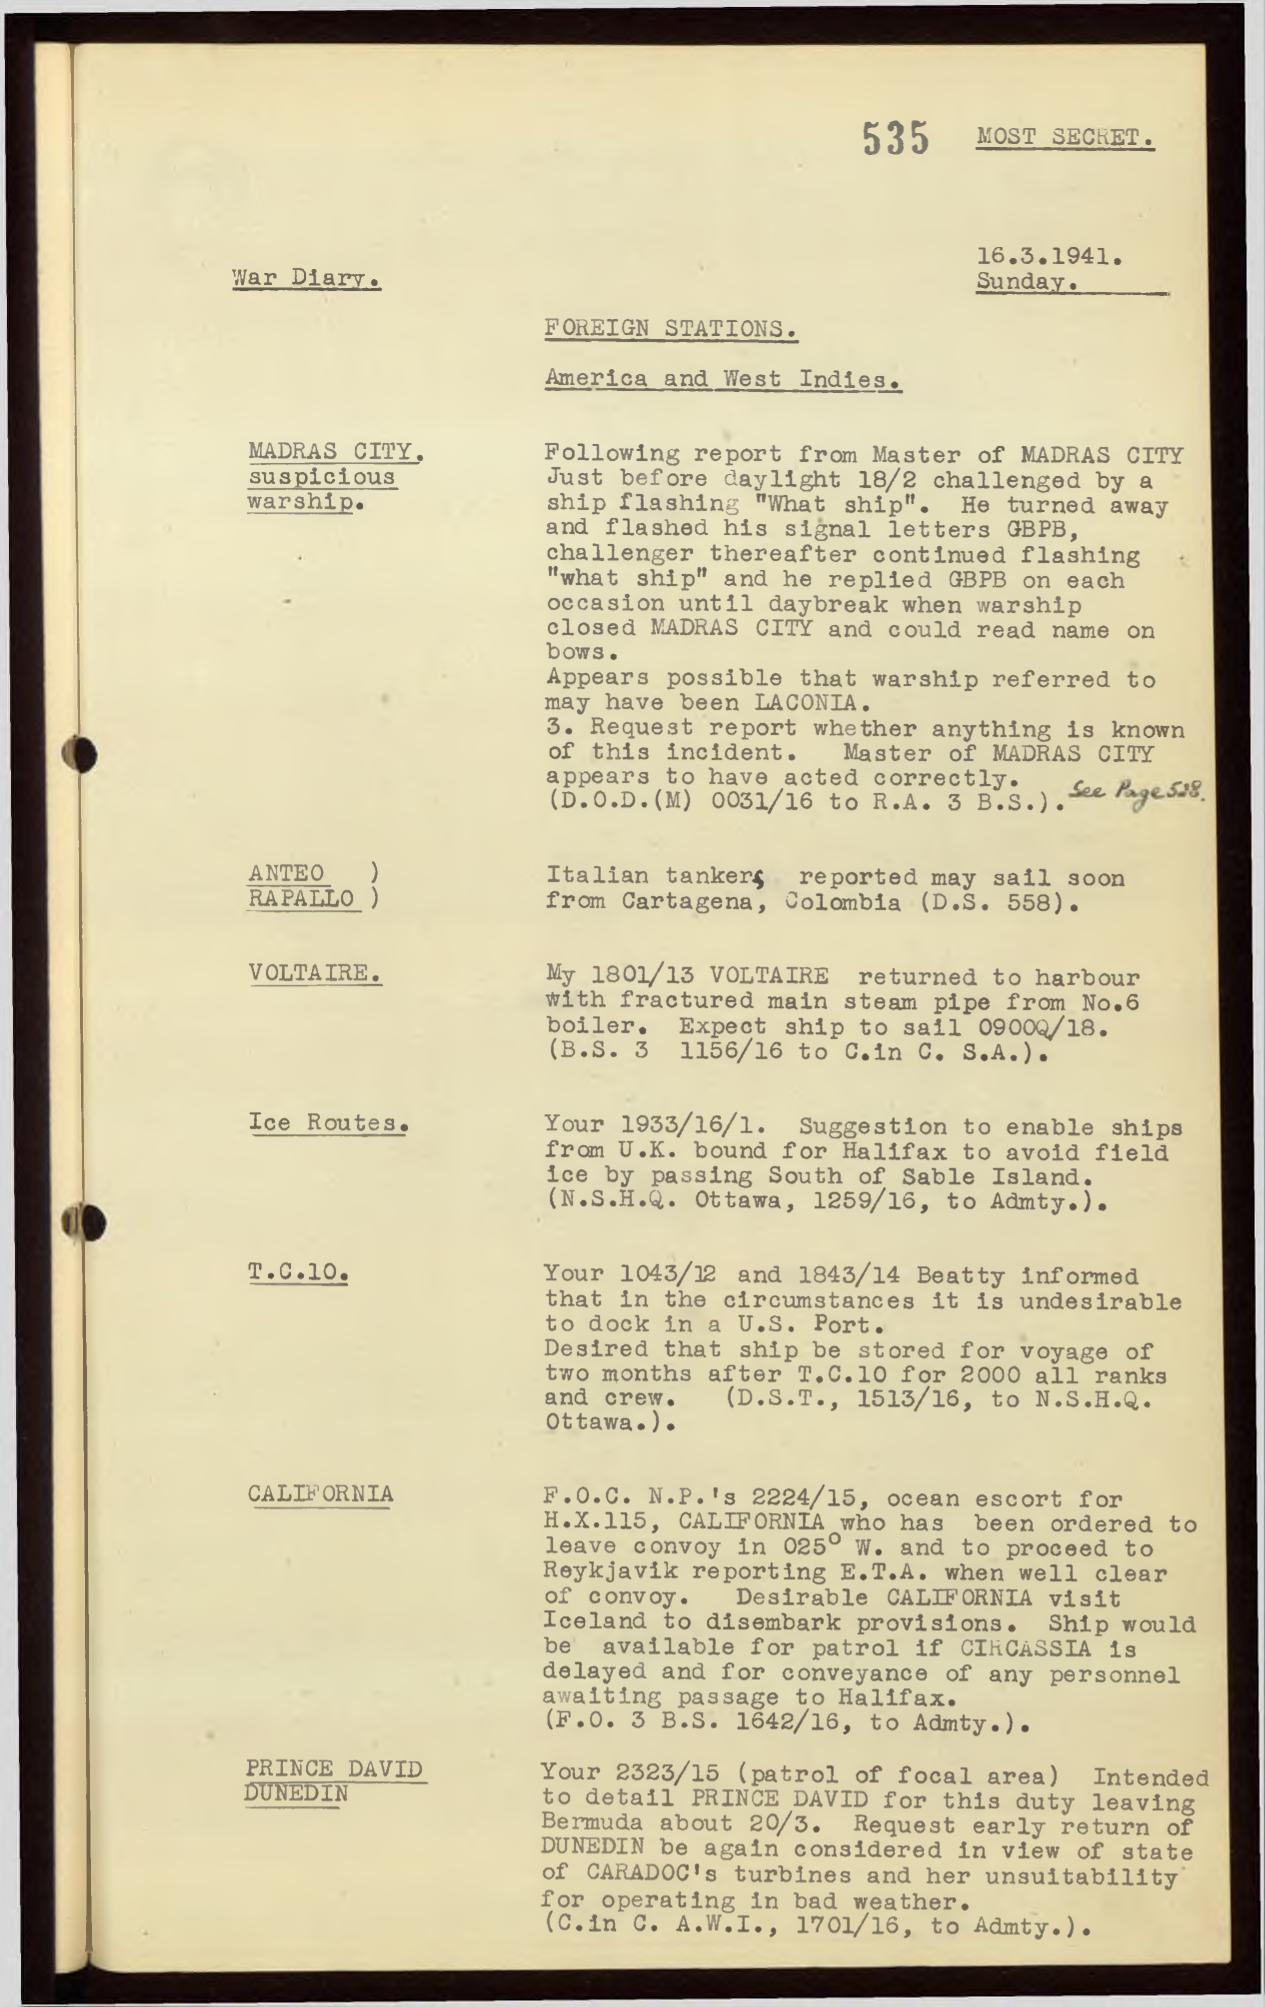 535 MOST SECRET.
16.3.1941.
War Diary. Sunday.
FOREIGN STATIONS.
America and West Indies.
MADRAS CITY. Following report from Master of MADRAS CITY
suspicious Just before daylight 18/2 challenged by a
warship. ship flashing "What ship". He turned away
and flashed his signal letters GBPB,
challenger thereafter continued flashing
"what ship" and he replied GBPB on each
occasion until daybreak when warship
closed MADRAS CITY and could read name on
bows.
Appears possible that warship referred to
may have been LACONIA.
3. Request report whether anything is known
of this incident. Master of MADRAS CITY
appears to have acted correctly.
(D.O.D.(M) 0031/16 to R.A. 3 B.S.). See Page 528.
ANTEO ) Italian tankers reported may sail soon
RAPALLO ) from Cartagena, Colombia (D.S. 558).
VOLTAIRE. My 1801/13 VOLTAIRE returned to harbour
with fractured main steam pipe from No.6
boiler. Expect ship to sail 0900Q/18.
(B.S. 3 1156/16 to C.in C. S.A.).
Ice Routes. Your 1933/16/1. Suggestion to enable ships
from U.K. bound for Halifax to avoid field
ice by passing South of Sable Island.
(N.S.H.Q. Ottawa, 1259/16, to Admty.).
T.C.10. Your 1043/12 and 1843/14 Beatty informed
that in the circumstances it is undesirable
to dock in a U.S. Port.
Desired that ship be stored for voyage of
two months after T.C.10 for 2000 all ranks
and crew. (D.S.T., 1513/16, to N.S.H.Q.
Ottawa.).
CALIFORNIA F.O.C. N.P.'s 2224/15, ocean escort for
H.X.115, CALIFORNIA who has been ordered to
leave convoy in 025° W. and to proceed to
Reykjavik reporting E.T.A. when well clear
of convoy. Desirable CALIFORNIA visit
Iceland to disembark provisions. Ship would
be available for patrol if CIRCASSIA is
delayed and for conveyance of any personnel
awaiting passage to Halifax.
(F.O. 3 B.S. 1642/16, to Admty.).
PRINCE DAVID Your 2323/15 (patrol of focal area) Intended
DUNEDIN to detail PRINCE DAVID for this duty leaving
Bermuda about 20/3. Request early return of
DUNEDIN be again considered in view of state
of CARADOC's turbines and her unsuitability
for operating in bad weather.
(C.in C. A.W.I., 1701/16, to Admty.).